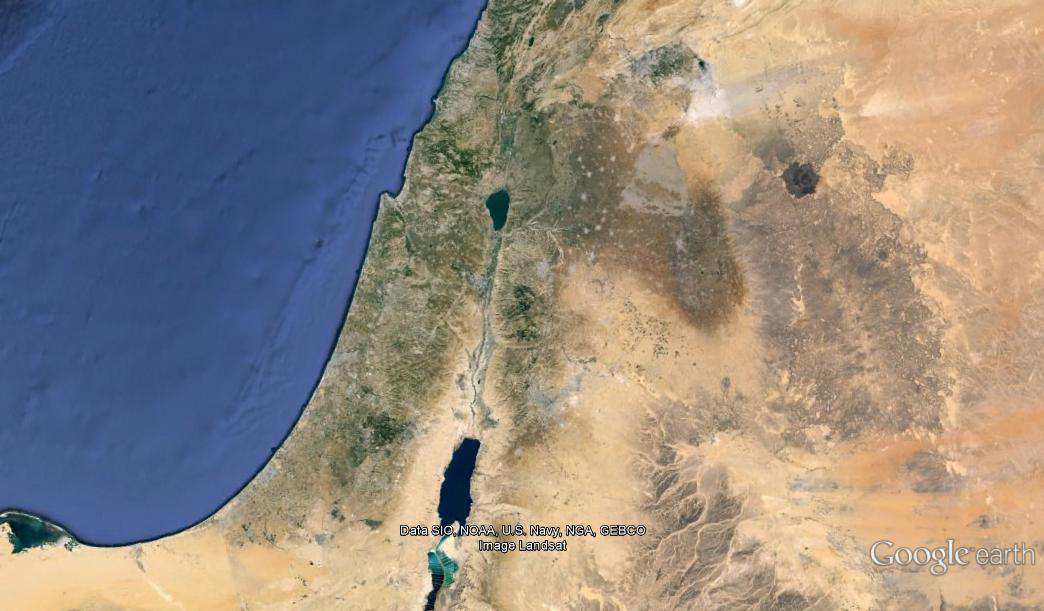 Data SIO, NOAA, U.S. Navy, NGA, GEBCO
Image Landsat
Google earth